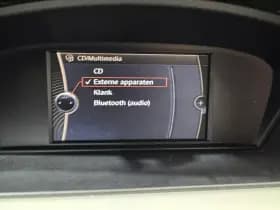 CD/Multimedia
CD
✓ Externe apparaten
Klank
Bluetooth (audio)